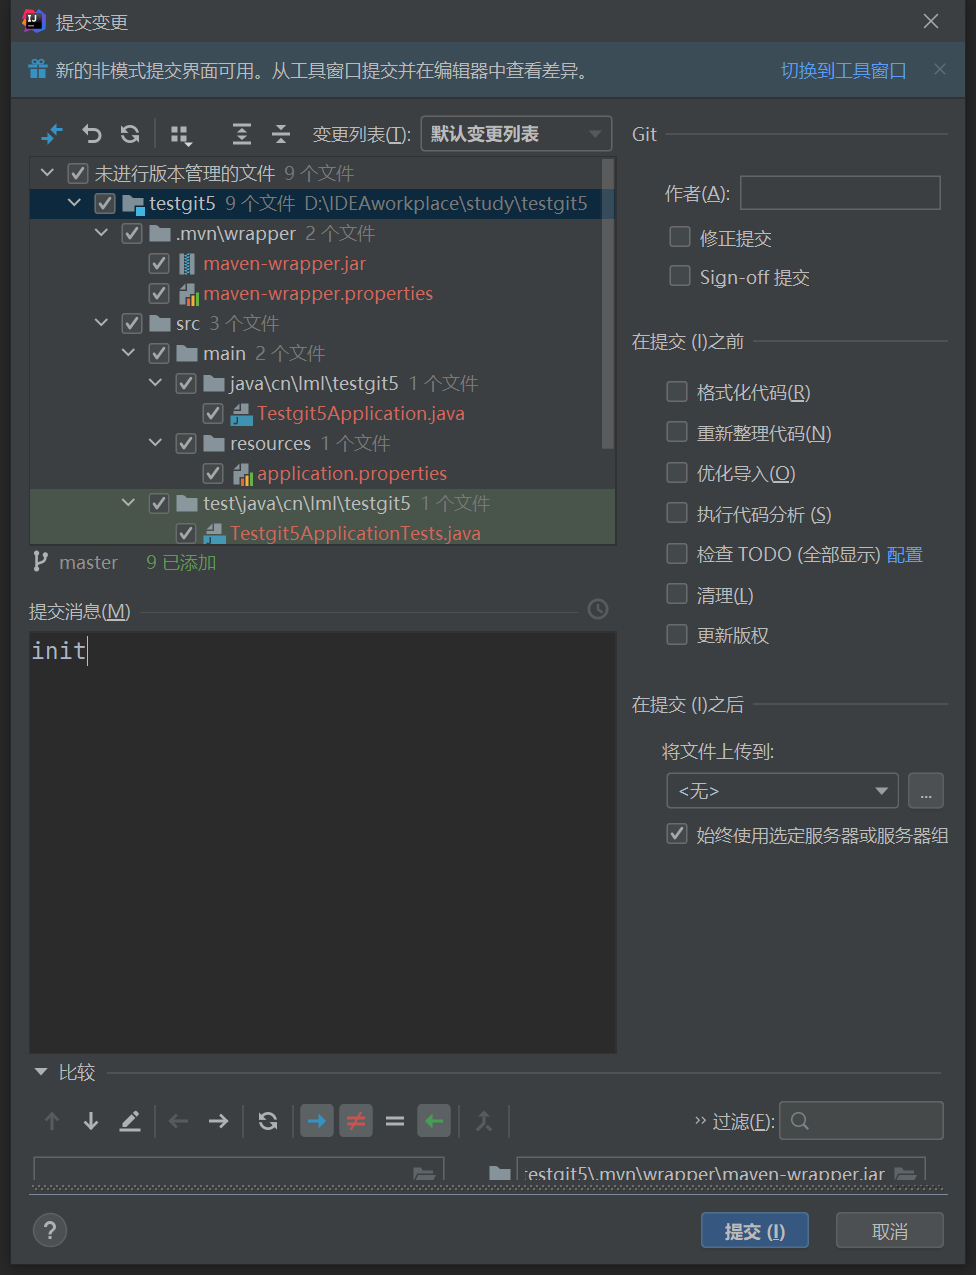 提交变更
新的非模式提交界面可用。从工具窗口提交并在编辑器中查看差异。 切换到工具窗口
变更列表(T): 默认变更列表
未进行版本管理的文件 9 个文件
testgit5 9 个文件 D:\IDEAworkplace\study\testgit5
.mvn\wrapper 2 个文件
maven-wrapper.jar
maven-wrapper.properties
src 3 个文件
main 2 个文件
java\cn\lml\testgit5 1 个文件
Testgit5Application.java
resources 1 个文件
application.properties
test\java\cn\lml\testgit5 1 个文件
Testgit5ApplicationTests.java
master 9 已添加
提交消息(M)
init
Git
作者(A):
修正提交
Sign-off 提交
在提交 (I)之前
格式化代码(R)
重新整理代码(N)
优化导入(O)
执行代码分析 (S)
检查 TODO (全部显示) 配置
清理(L)
更新版权
在提交 (I)之后
将文件上传到:
<无> ...
始终使用选定服务器或服务器组
比较
过滤(F):
testgit5\.mvn\wrapper\maven-wrapper.jar
? 提交 (I) 取消